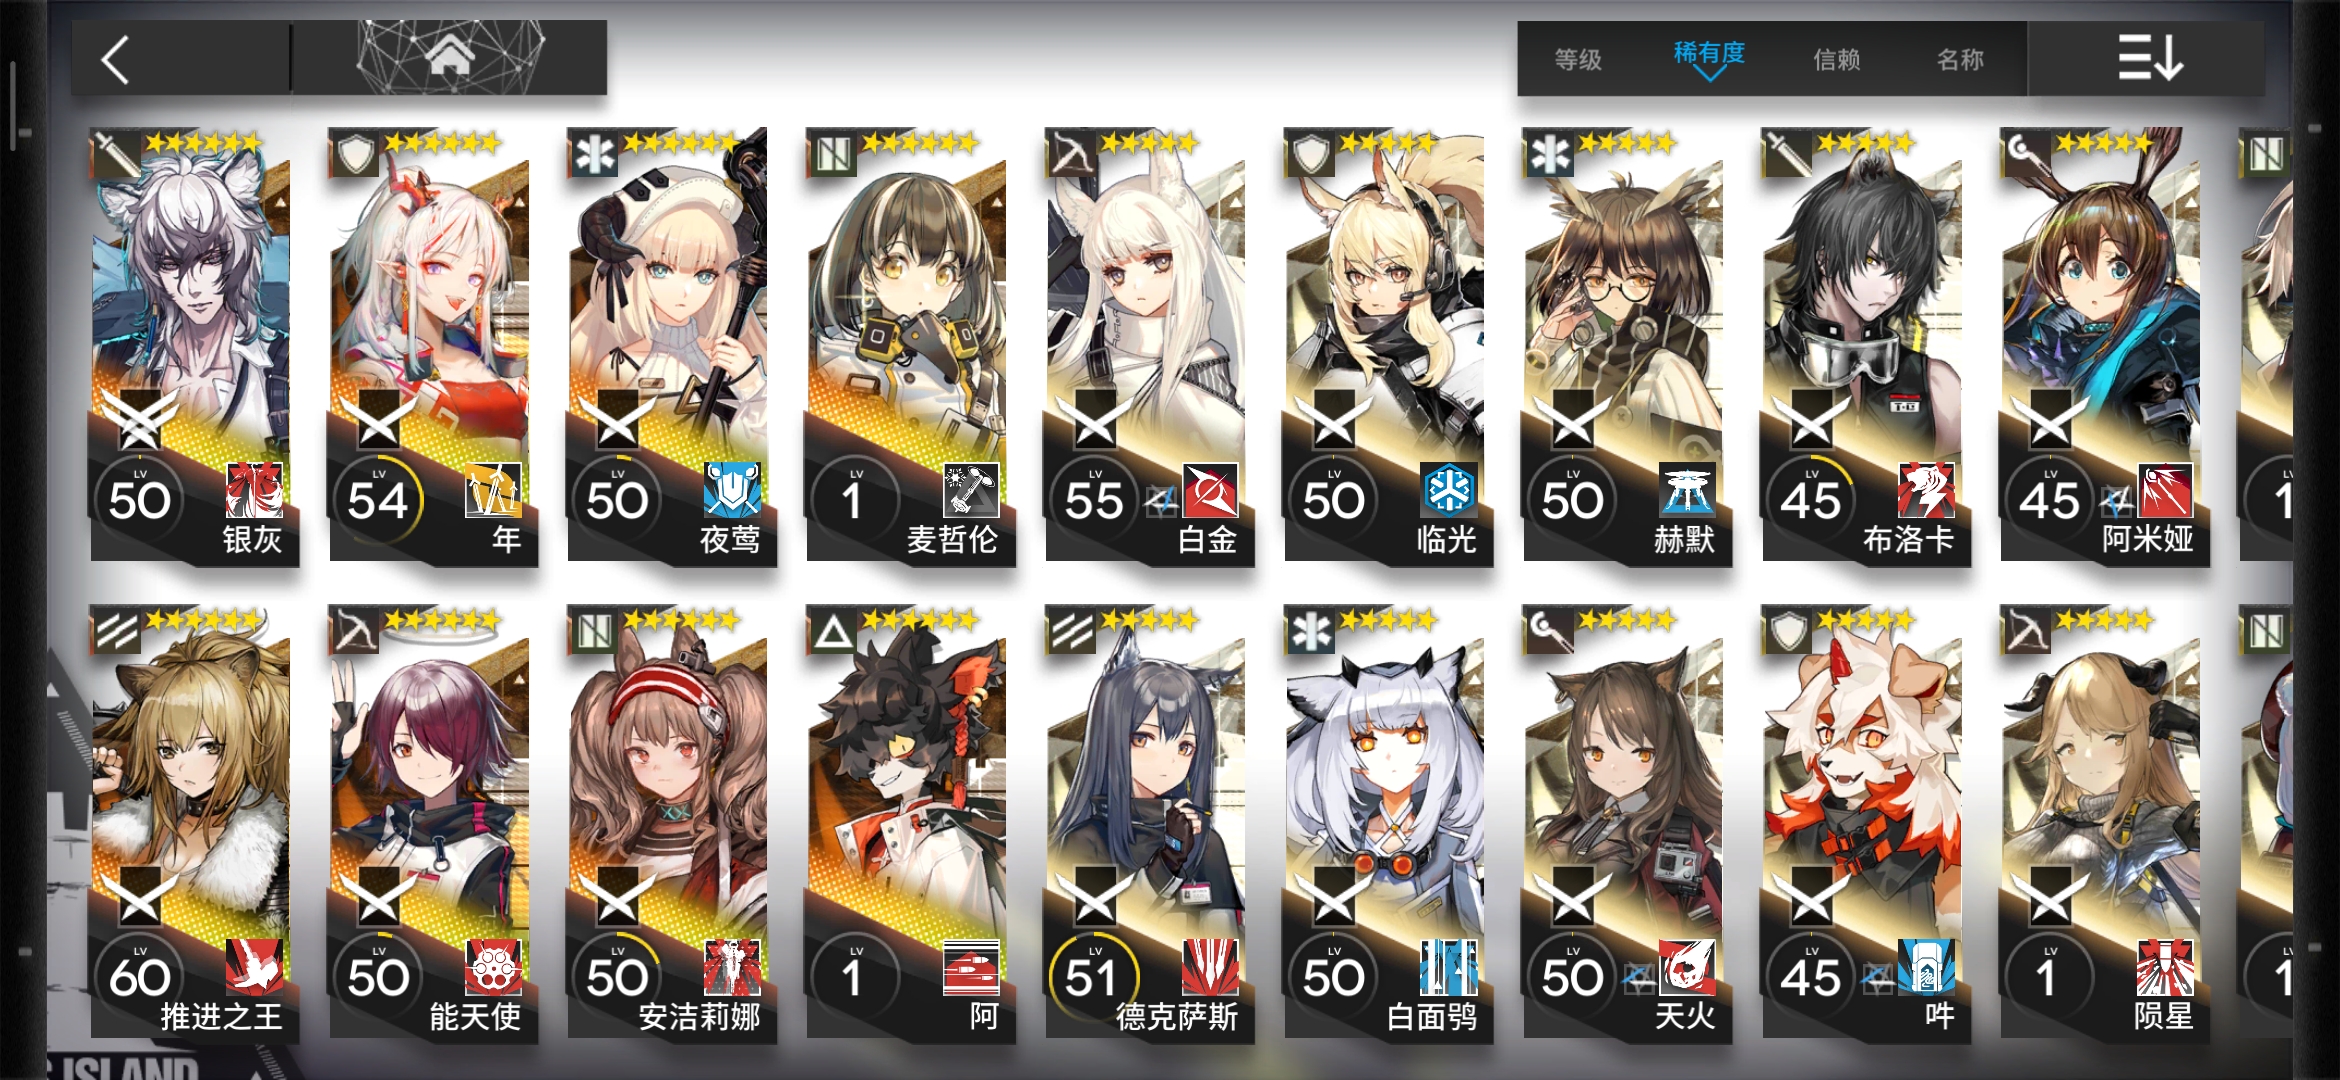 等级 稀有度 信赖 名称
LV 50 银灰
LV 54 年
LV 50 夜莺
LV 1 麦哲伦
LV 55 白金
LV 50 临光
LV 50 赫默
LV 45 布洛卡
LV 45 阿米娅
LV 60 推进之王
LV 50 能天使
LV 50 安洁莉娜
LV 1 阿
LV 51 德克萨斯
LV 50 白面鸮
LV 50 天火
LV 45 吽
LV 1 陨星
ISLAND